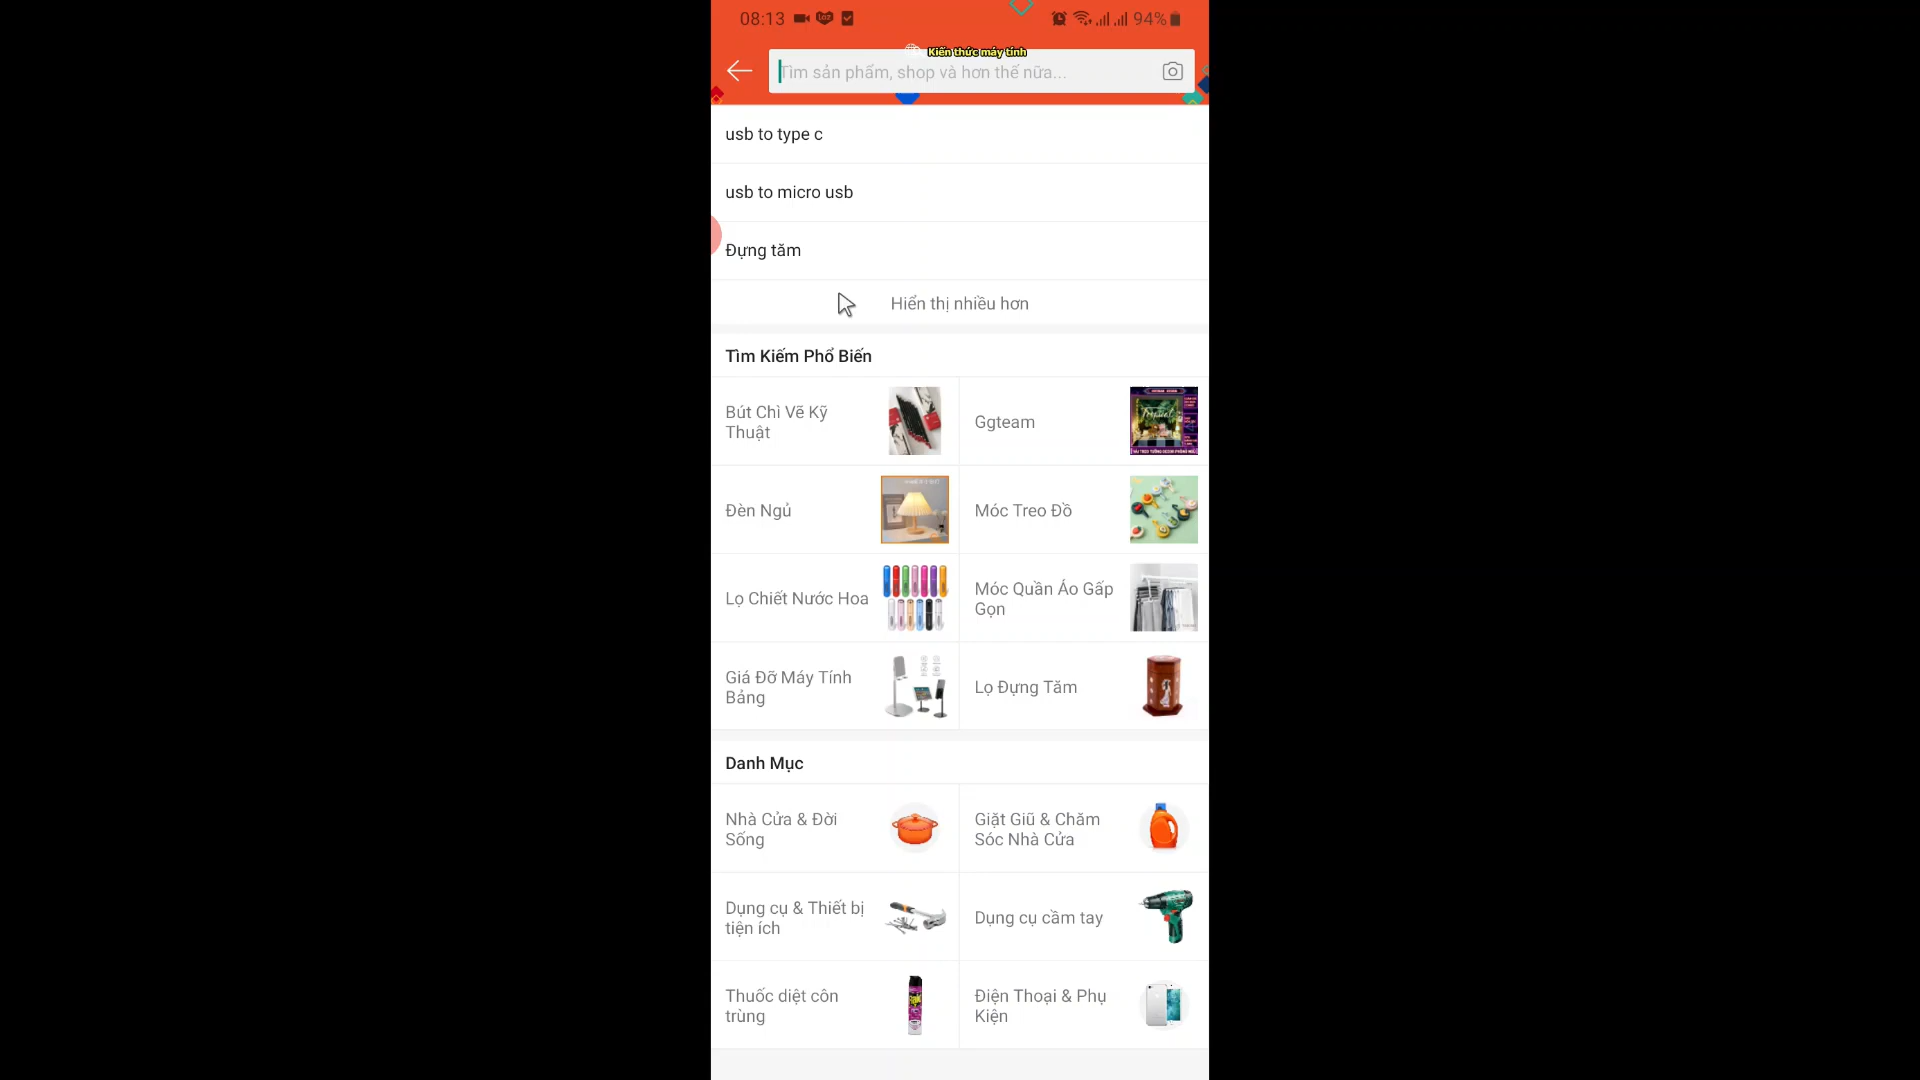 08:13
94%
Kiến thức máy tính
Tìm sản phẩm, shop và hơn thế nữa...
usb to type c
usb to micro usb
Đựng tăm
Hiển thị nhiều hơn
Tìm Kiếm Phổ Biến
Bút Chì Vẽ Kỹ
Thuật
Ggteam
Đèn Ngủ
Móc Treo Đồ
Lọ Chiết Nước Hoa
Móc Quần Áo Gấp
Gọn
Giá Đỡ Máy Tính
Bảng
Lọ Đựng Tăm
Danh Mục
Nhà Cửa & Đời
Sống
Giặt Giũ & Chăm
Sóc Nhà Cửa
Dụng cụ & Thiết bị
tiện ích
Dụng cụ cầm tay
Thuốc diệt côn
trùng
Điện Thoại & Phụ
Kiện